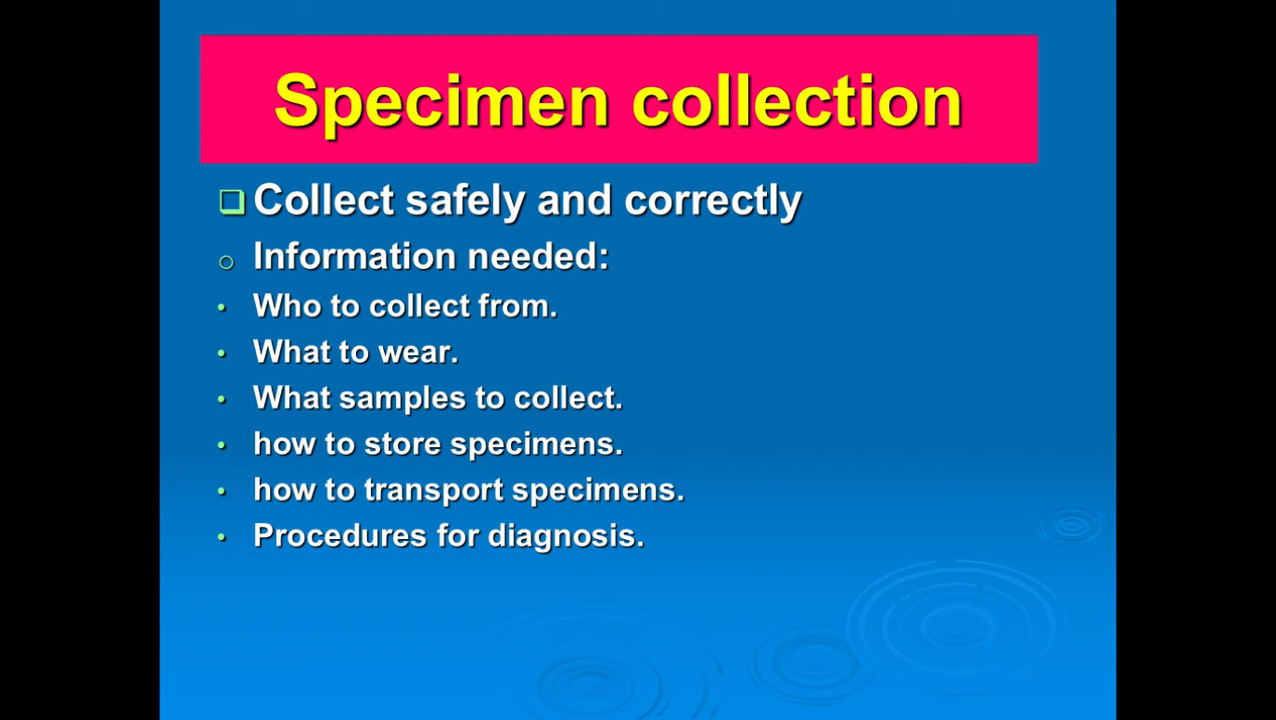 Specimen collection
Collect safely and correctly
Information needed:
Who to collect from.
What to wear.
What samples to collect.
how to store specimens.
how to transport specimens.
Procedures for diagnosis.